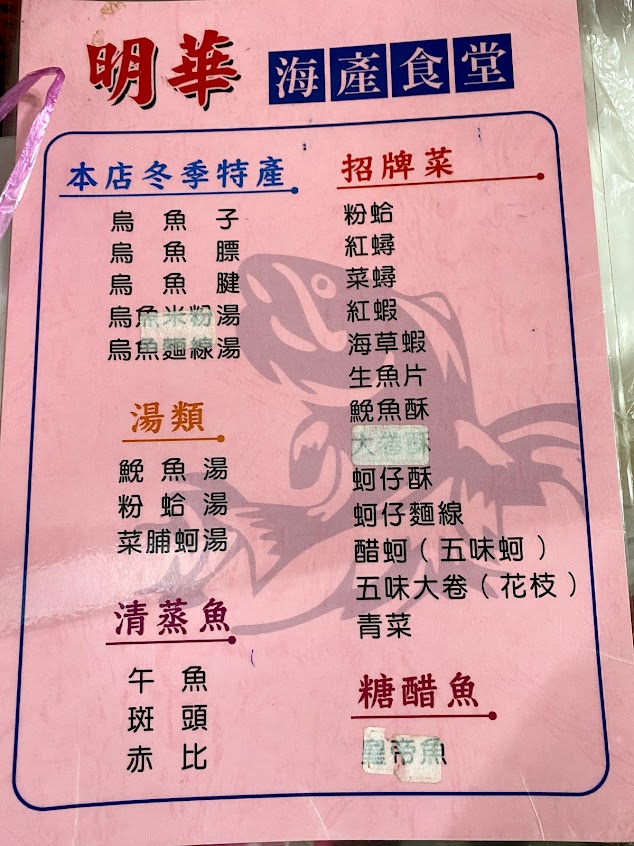 明華 海產食堂
本店冬季特產
烏魚子
烏魚膘
烏魚腱
烏魚米粉湯
烏魚麵線湯
湯類
鮸魚湯
粉蛤湯
菜脯蚵湯
清蒸魚
午魚
斑頭
赤比
招牌菜
粉蛤
紅蟳
菜蟳
紅蝦
海草蝦
生魚片
鮸魚酥
大卷酥
蚵仔酥
蚵仔麵線
醋蚵（五味蚵）
五味大卷（花枝）
青菜
糖醋魚
皇帝魚